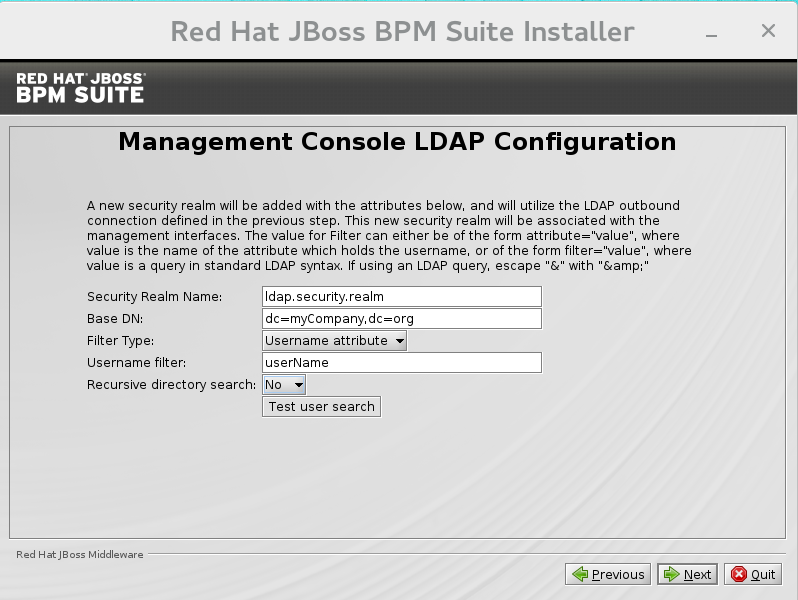 Red Hat JBoss BPM Suite Installer
RED HAT® JBOSS®
BPM SUITE
Management Console LDAP Configuration
A new security realm will be added with the attributes below, and will utilize the LDAP outbound
connection defined in the previous step. This new security realm will be associated with the
management interfaces. The value for Filter can either be of the form attribute="value", where
value is the name of the attribute which holds the username, or of the form filter="value", where
value is a query in standard LDAP syntax. If using an LDAP query, escape "&" with "&amp;"
Security Realm Name: ldap.security.realm
Base DN: dc=myCompany,dc=org
Filter Type: Username attribute
Username filter: userName
Recursive directory search: No
Test user search
Red Hat JBoss Middleware
Previous Next Quit